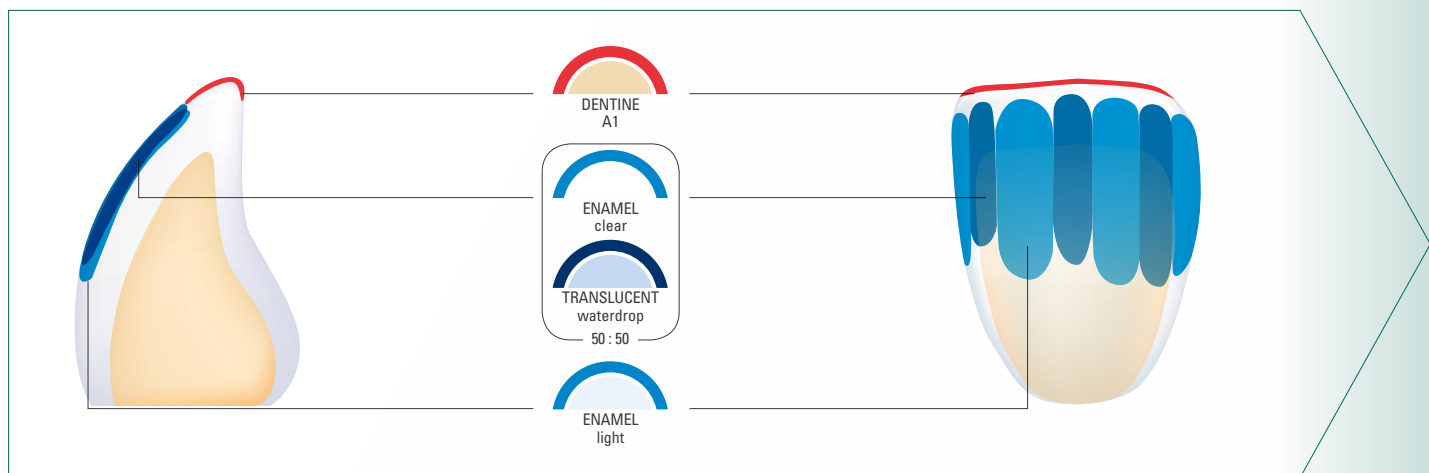 DENTINE
A1
ENAMEL
clear
TRANSLUCENT
waterdrop
50 : 50
ENAMEL
light